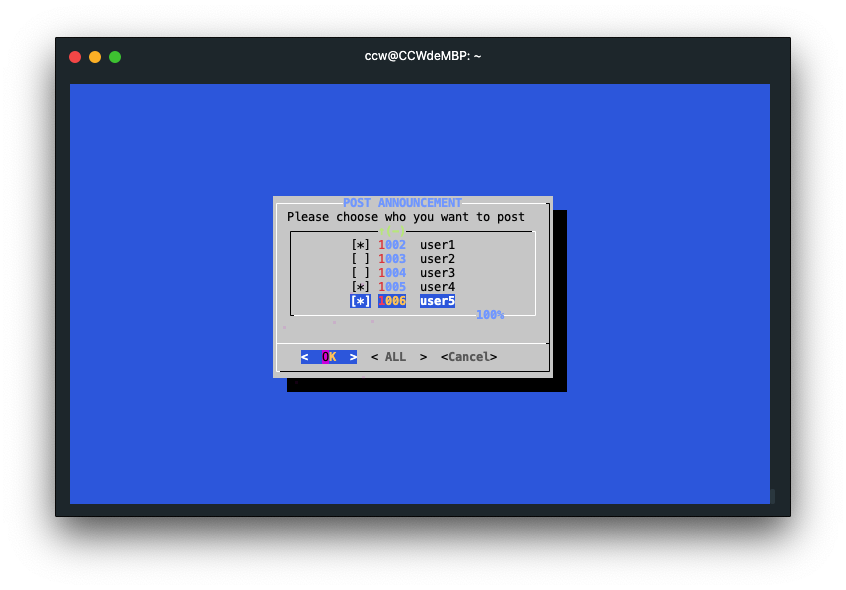 ccw@CCWdeMBP: ~
POST ANNOUNCEMENT
Please choose who you want to post
[*] 1002 user1
[ ] 1003 user2
[ ] 1004 user3
[*] 1005 user4
[*] 1006 user5
100%
< OK > < ALL > <Cancel>